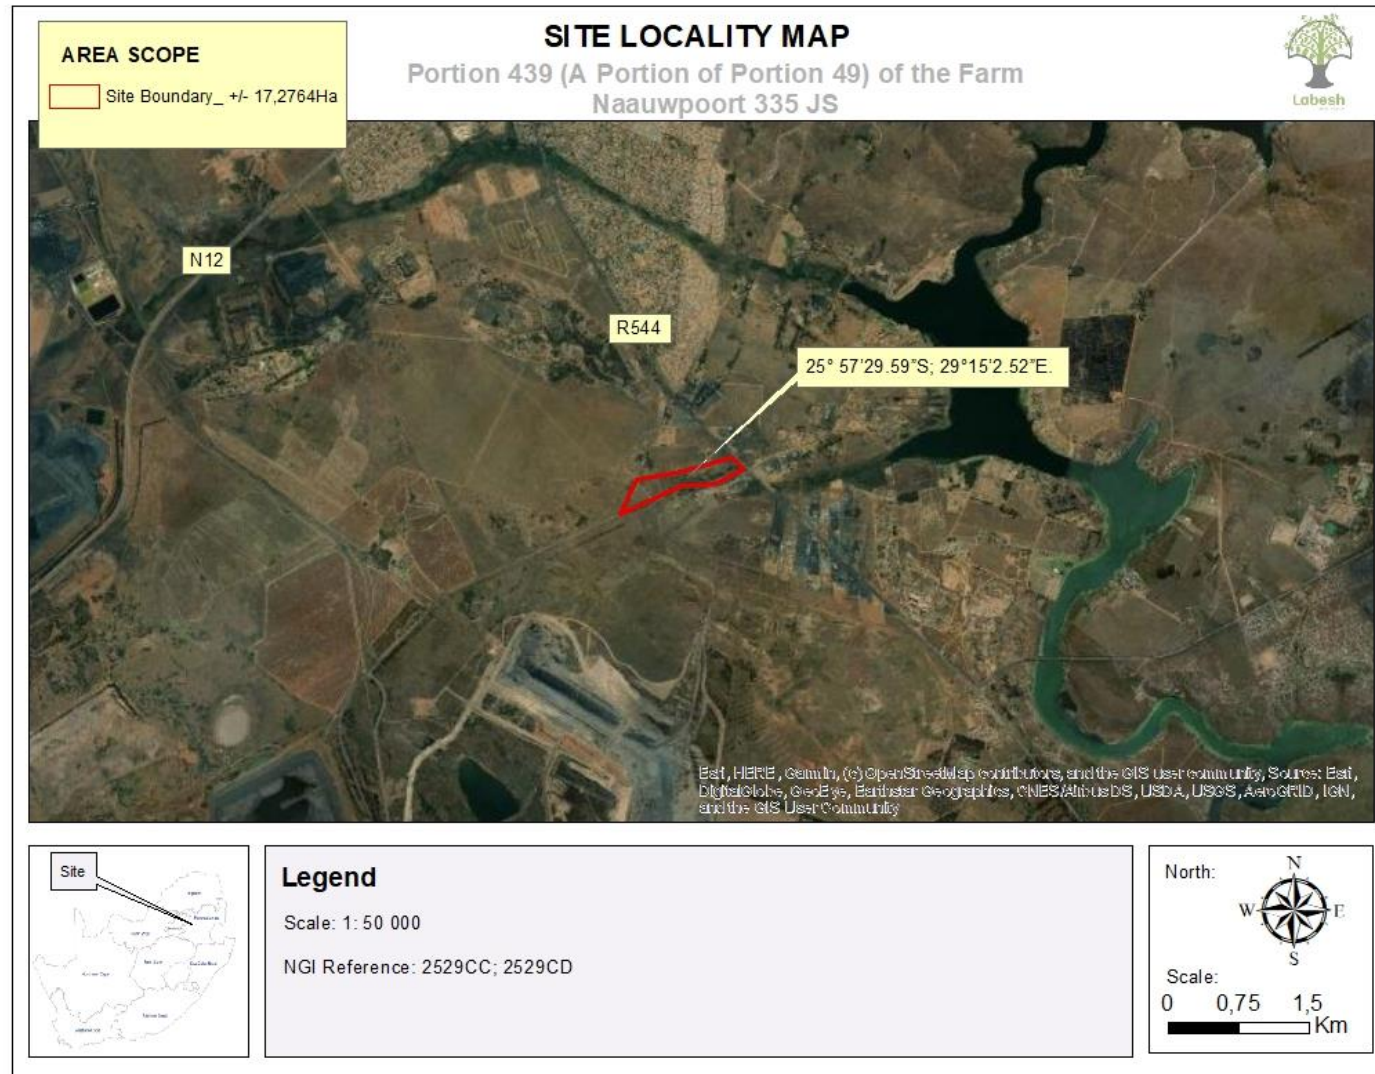 AREA SCOPE
Site Boundary_ +/- 17,2764Ha
SITE LOCALITY MAP
Portion 439 (A Portion of Portion 49) of the Farm
Naauwpoort 335 JS
Labesh
N12
R544
25° 57’29.59”S; 29°15’2.52”E.
Esri, HERE, Garmin, (c) OpenStreetMap contributors, and the GIS user community, Source: Esri,
DigitalGlobe, GeoEye, Earthstar Geographics, CNES/Airbus DS, USDA, USGS, AeroGRID, IGN,
and the GIS User Community
Site
Legend
Scale: 1: 50 000
NGI Reference: 2529CC; 2529CD
North:
N
W
E
S
Scale:
0 0,75 1,5
Km